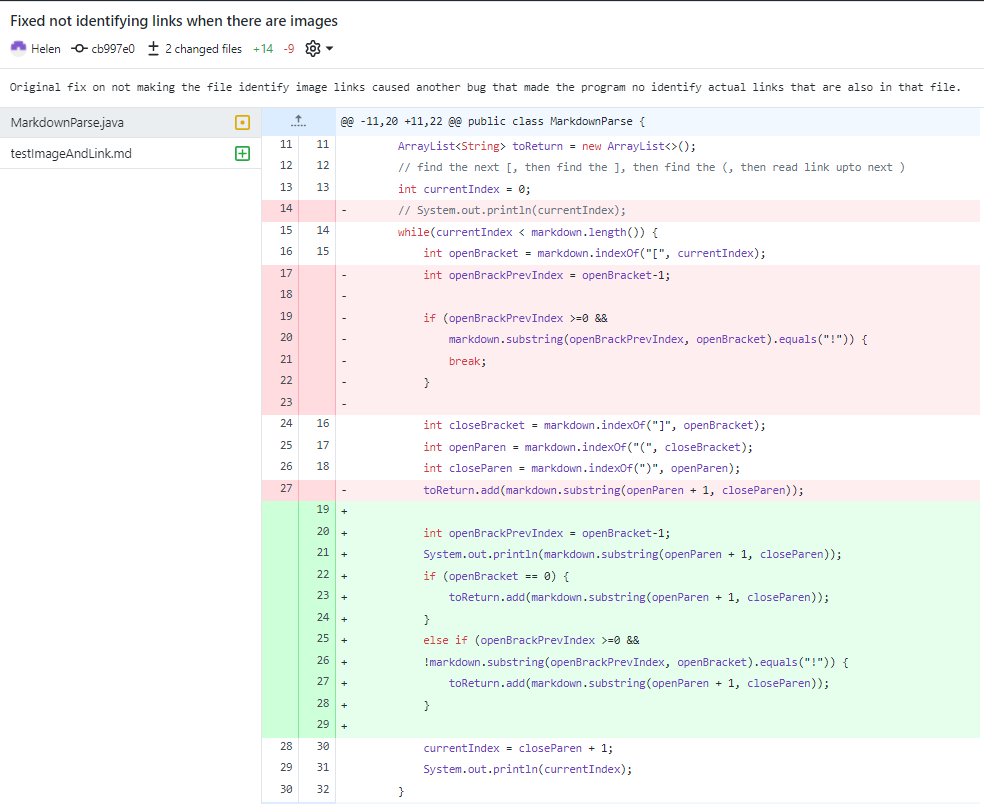 Fixed not identifying links when there are images
Helen cb997e0 2 changed files +14 -9
Original fix on not making the file identify image links caused another bug that made the program no identify actual links that are also in that file.
MarkdownParse.java
testImageAndLink.md
@@ -11,20 +11,22 @@ public class MarkdownParse {
11 11 ArrayList<String> toReturn = new ArrayList<>();
12 12 // find the next [, then find the ], then find the (, then read link upto next )
13 13 int currentIndex = 0;
14 - // System.out.println(currentIndex);
15 14 while(currentIndex < markdown.length()) {
16 15 int openBracket = markdown.indexOf("[", currentIndex);
17 - int openBrackPrevIndex = openBracket-1;
18 -
19 - if (openBrackPrevIndex >=0 &&
20 - markdown.substring(openBrackPrevIndex, openBracket).equals("!")) {
21 - break;
22 - }
23 -
24 16 int closeBracket = markdown.indexOf("]", openBracket);
25 17 int openParen = markdown.indexOf("(", closeBracket);
26 18 int closeParen = markdown.indexOf(")", openParen);
27 - toReturn.add(markdown.substring(openParen + 1, closeParen));
19 +
20 + int openBrackPrevIndex = openBracket-1;
21 + System.out.println(markdown.substring(openParen + 1, closeParen));
22 + if (openBracket == 0) {
23 + toReturn.add(markdown.substring(openParen + 1, closeParen));
24 + }
25 + else if (openBrackPrevIndex >=0 &&
26 + !markdown.substring(openBrackPrevIndex, openBracket).equals("!")) {
27 + toReturn.add(markdown.substring(openParen + 1, closeParen));
28 + }
29 +
28 30 currentIndex = closeParen + 1;
29 31 System.out.println(currentIndex);
30 32 }